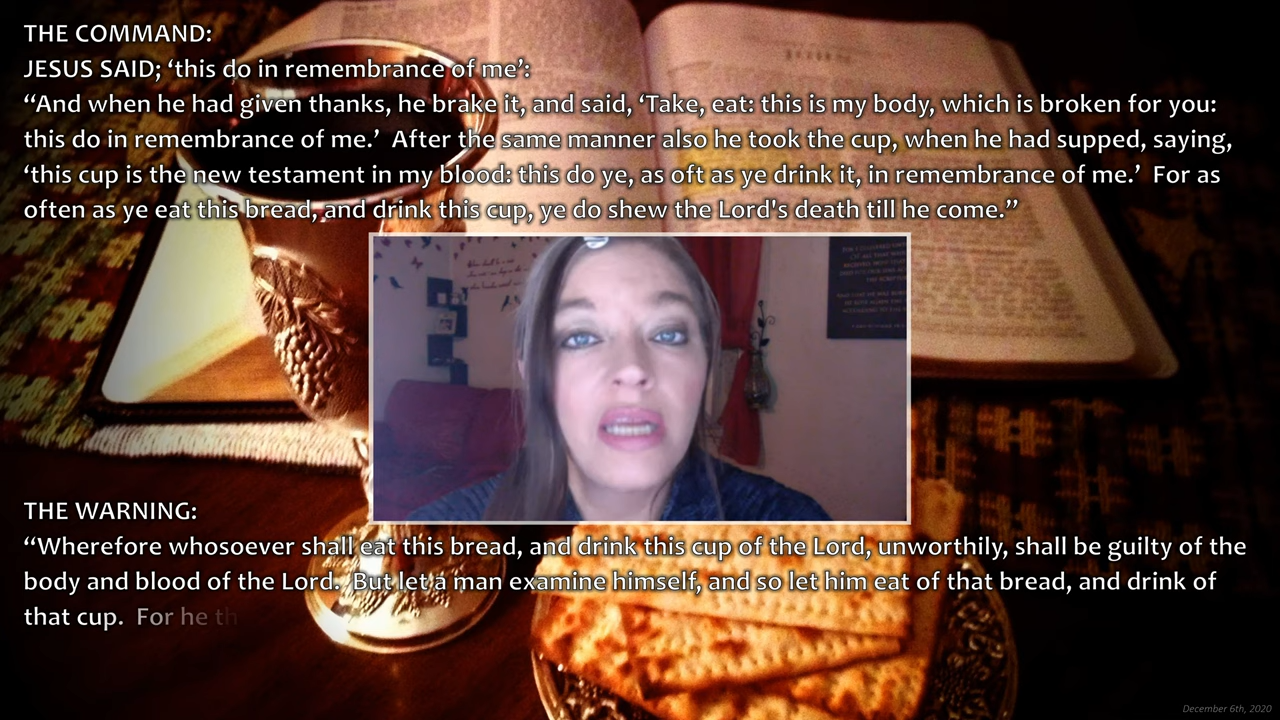 THE COMMAND:
JESUS SAID; ‘this do in remembrance of me’:
“And when he had given thanks, he brake it, and said, ‘Take, eat: this is my body, which is broken for you:
this do in remembrance of me.’  After the same manner also he took the cup, when he had supped, saying,
‘this cup is the new testament in my blood: this do ye, as oft as ye drink it, in remembrance of me.’  For as
often as ye eat this bread, and drink this cup, ye do shew the Lord's death till he come.”
THE WARNING:
“Wherefore whosoever shall eat this bread, and drink this cup of the Lord, unworthily, shall be guilty of the
body and blood of the Lord.  But let a man examine himself, and so let him eat of that bread, and drink of
that cup.  For he th
December 6th, 2020